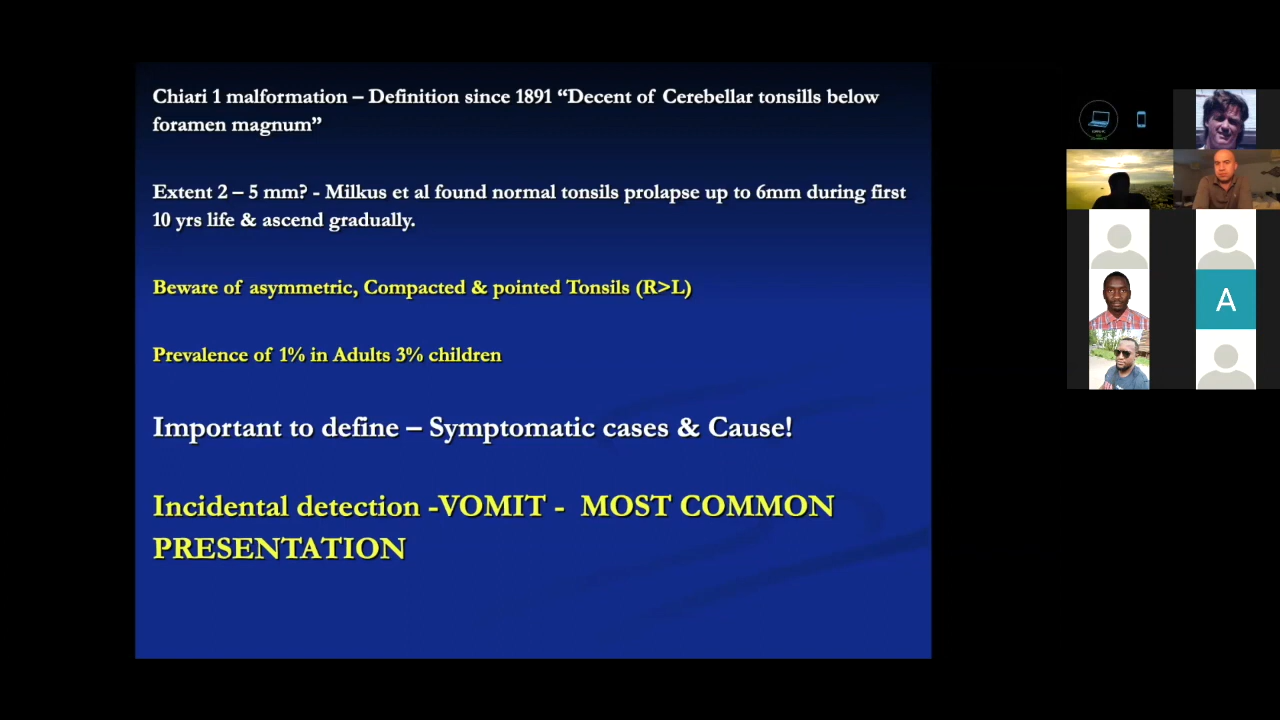 Chiari 1 malformation – Definition since 1891 “Decent of Cerebellar tonsills below
foramen magnum”
Extent 2 – 5 mm? - Milkus et al found normal tonsils prolapse up to 6mm during first
10 yrs life & ascend gradually.
Beware of asymmetric, Compacted & pointed Tonsils (R>L)
Prevalence of 1% in Adults 3% children
Important to define – Symptomatic cases & Cause!
Incidental detection -VOMIT - MOST COMMON
PRESENTATION
A